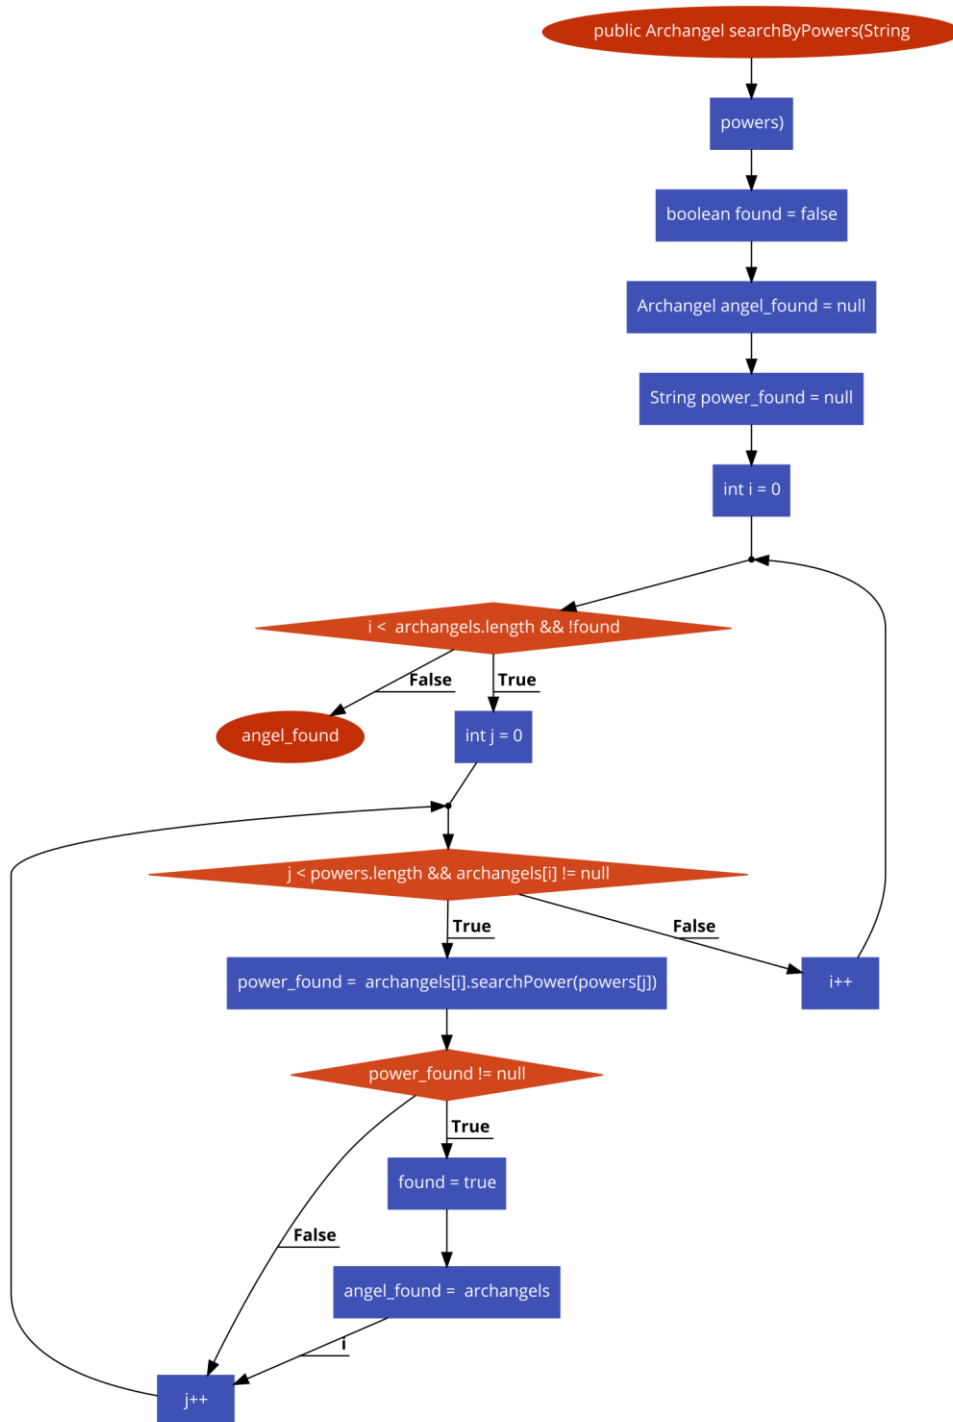 public Archangel searchByPowers(String
powers)
boolean found = false
Archangel angel_found = null
String power_found = null
int i = 0
i <  archangels.length && !found
False
True
angel_found
int j = 0
j < powers.length && archangels[i] != null
True
False
power_found =  archangels[i].searchPower(powers[j])
i++
power_found != null
True
found = true
False
angel_found =  archangels
i
j++